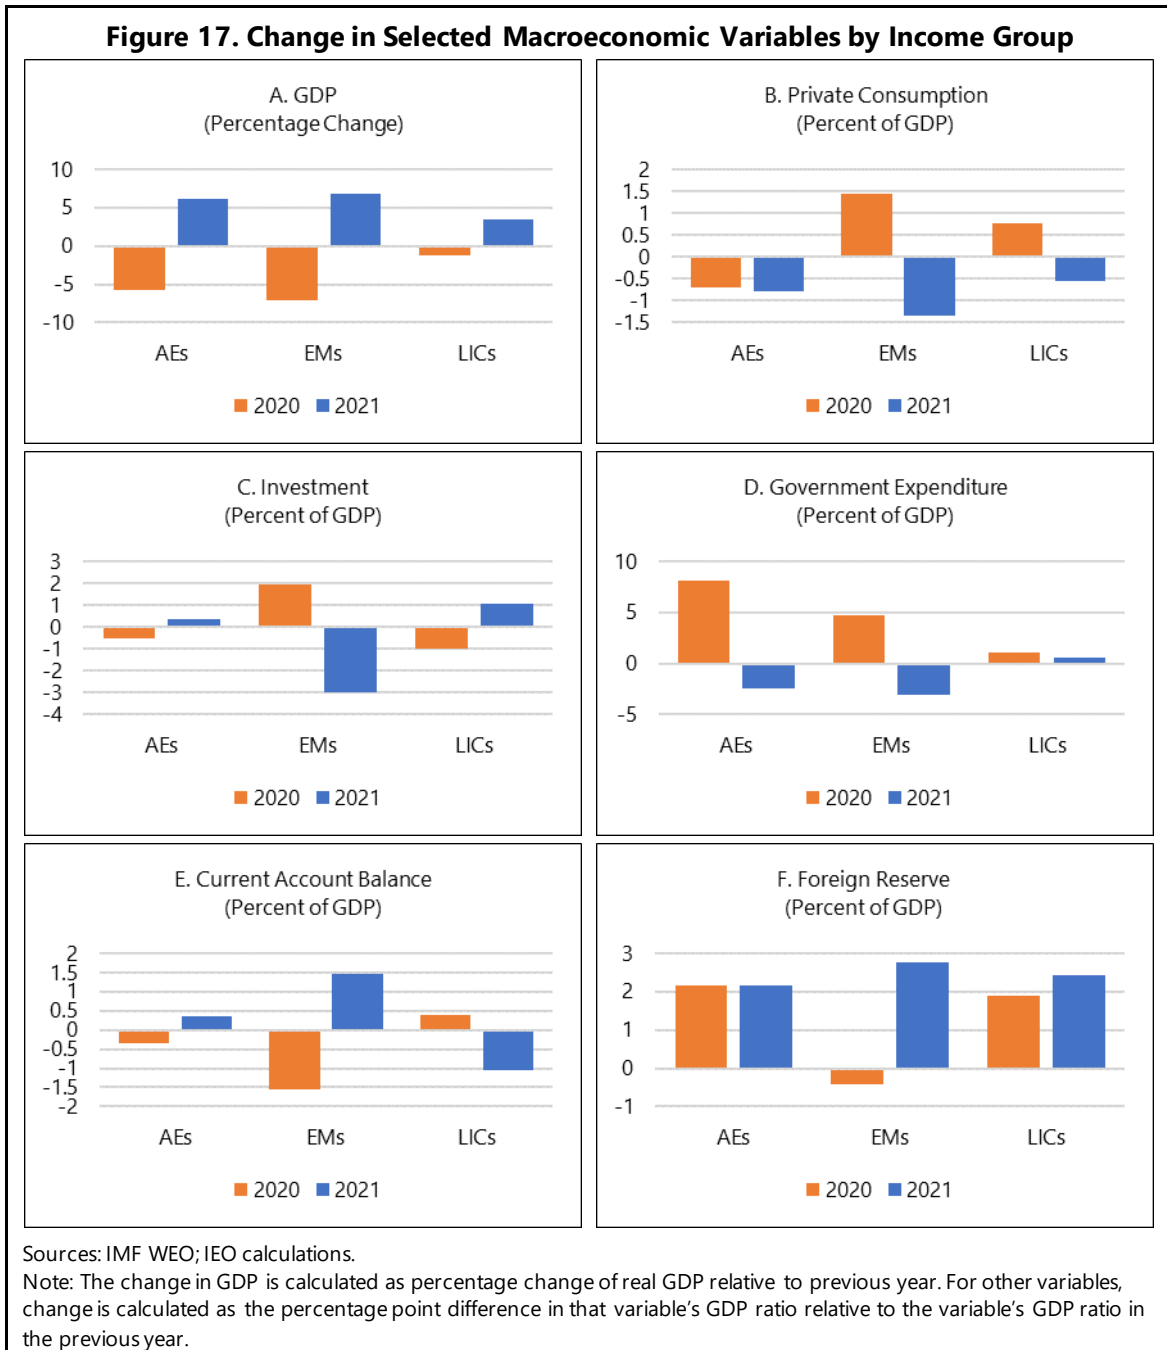 Figure 17. Change in Selected Macroeconomic Variables by Income Group
A. GDP
(Percentage Change)
10
5
0
-5
-10
AEs EMs LICs
2020 2021
B. Private Consumption
(Percent of GDP)
2
1.5
1
0.5
0
-0.5
-1
-1.5
AEs EMs LICs
2020 2021
C. Investment
(Percent of GDP)
3
2
1
0
-1
-2
-3
-4
AEs EMs LICs
2020 2021
D. Government Expenditure
(Percent of GDP)
10
5
0
-5
AEs EMs LICs
2020 2021
E. Current Account Balance
(Percent of GDP)
2
1.5
1
0.5
0
-0.5
-1
-1.5
-2
AEs EMs LICs
2020 2021
F. Foreign Reserve
(Percent of GDP)
3
2
1
0
-1
AEs EMs LICs
2020 2021
Sources: IMF WEO; IEO calculations.
Note: The change in GDP is calculated as percentage change of real GDP relative to previous year. For other variables,
change is calculated as the percentage point difference in that variable’s GDP ratio relative to the variable’s GDP ratio in
the previous year.